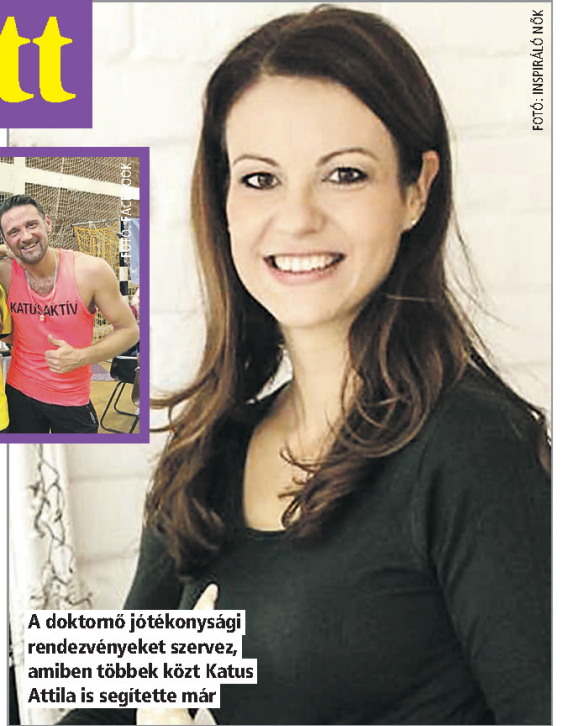 tt
FOTÓ: INSPIRÁLÓ NŐK
FOTÓ: FACEBOOK
KATUSAKTÍV
A doktornő jótékonysági
rendezvényeket szervez,
amiben többek közt Katus
Attila is segítette már